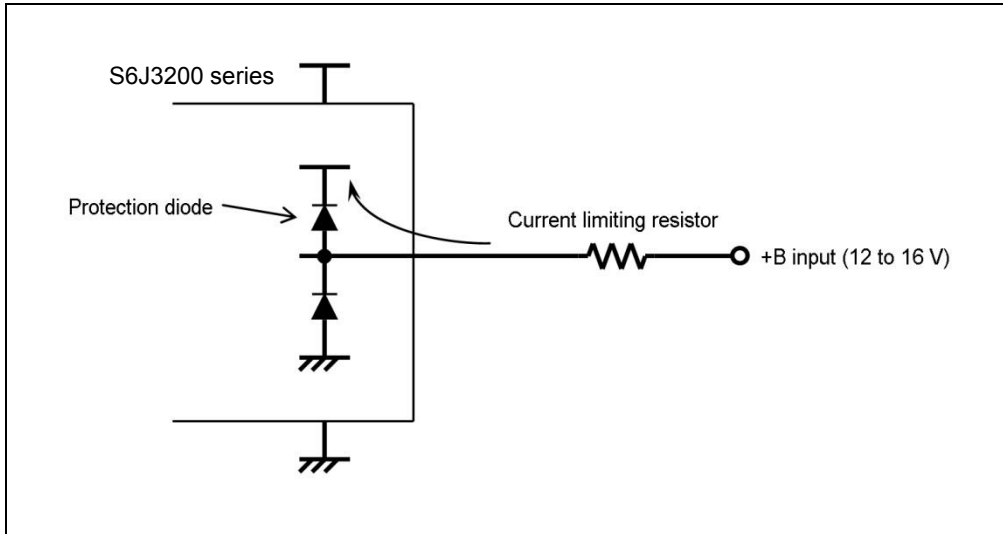 S6J3200 series
Protection diode
Current limiting resistor
+B input (12 to 16 V)